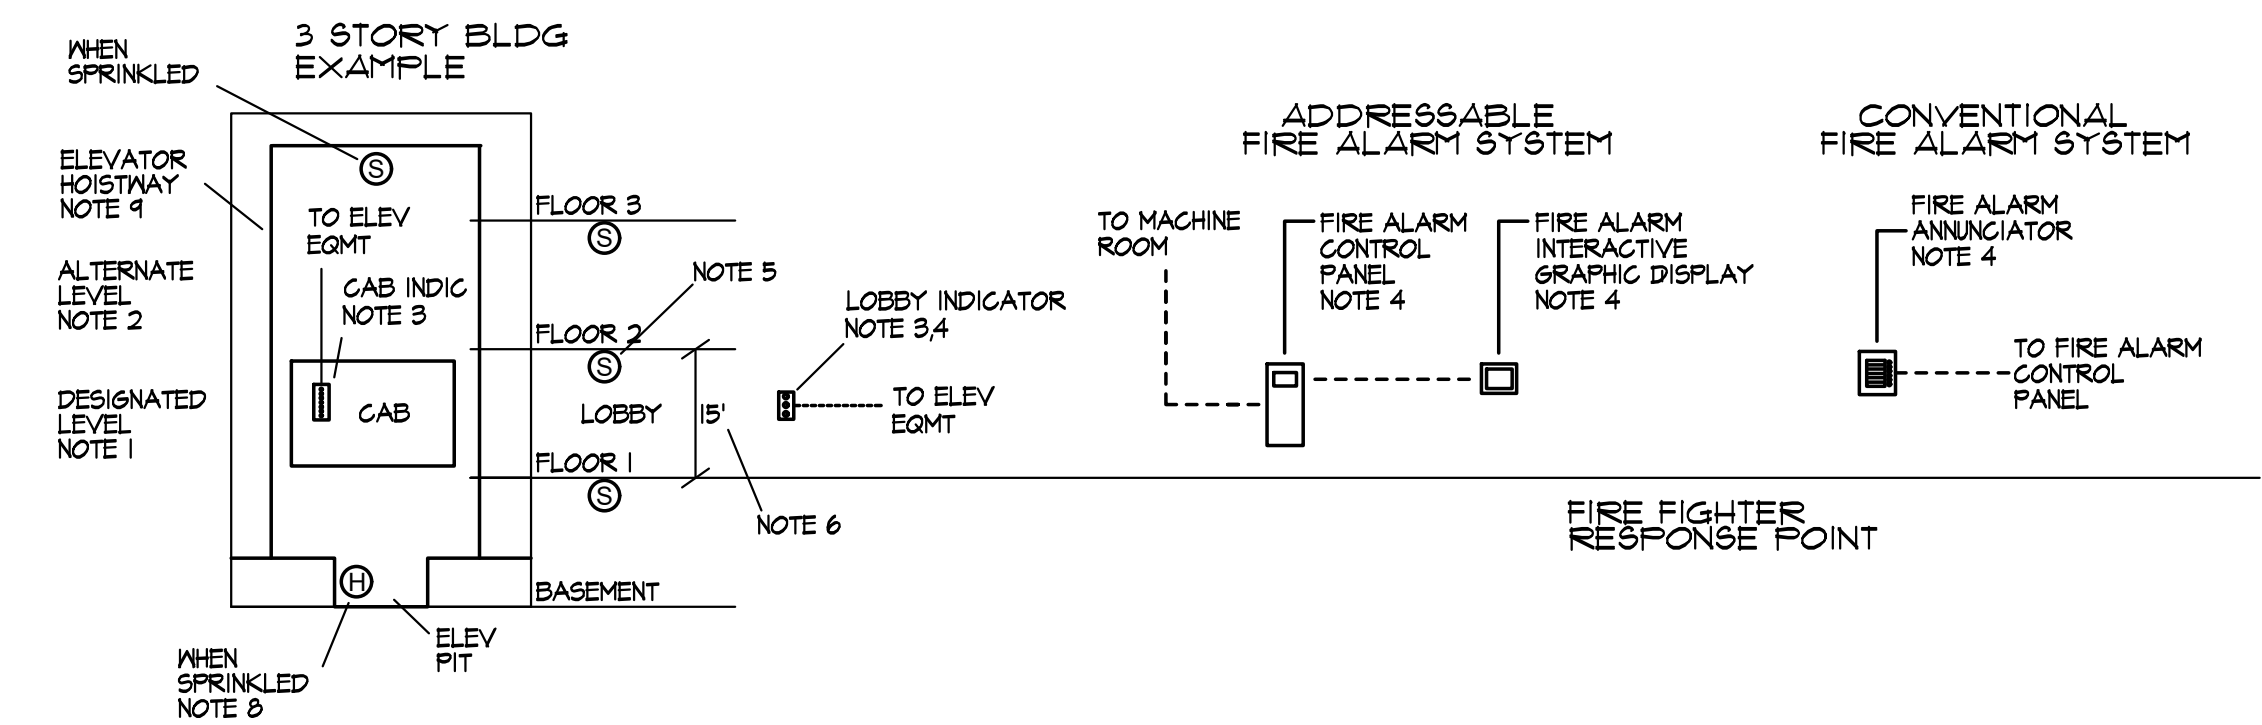 3 STORY BLDG
EXAMPLE
WHEN
SPRINKLED
S
ELEVATOR
HOISTWAY
NOTE 9
TO ELEV
EQMT
ALTERNATE
LEVEL
NOTE 2
CAB INDIC
NOTE 3
DESIGNATED
LEVEL
NOTE 1
CAB
FLOOR 3
S
NOTE 5
FLOOR 2
S
LOBBY
15'
FLOOR 1
S
NOTE 6
H
BASEMENT
ELEV
PIT
WHEN
SPRINKLED
NOTE 8
LOBBY INDICATOR
NOTE 3,4
TO ELEV
EQMT
ADDRESSABLE
FIRE ALARM SYSTEM
TO MACHINE
ROOM
FIRE ALARM
CONTROL
PANEL
NOTE 4
FIRE ALARM
INTERACTIVE
GRAPHIC DISPLAY
NOTE 4
CONVENTIONAL
FIRE ALARM SYSTEM
FIRE ALARM
ANNUNCIATOR
NOTE 4
TO FIRE ALARM
CONTROL
PANEL
FIRE FIGHTER
RESPONSE POINT